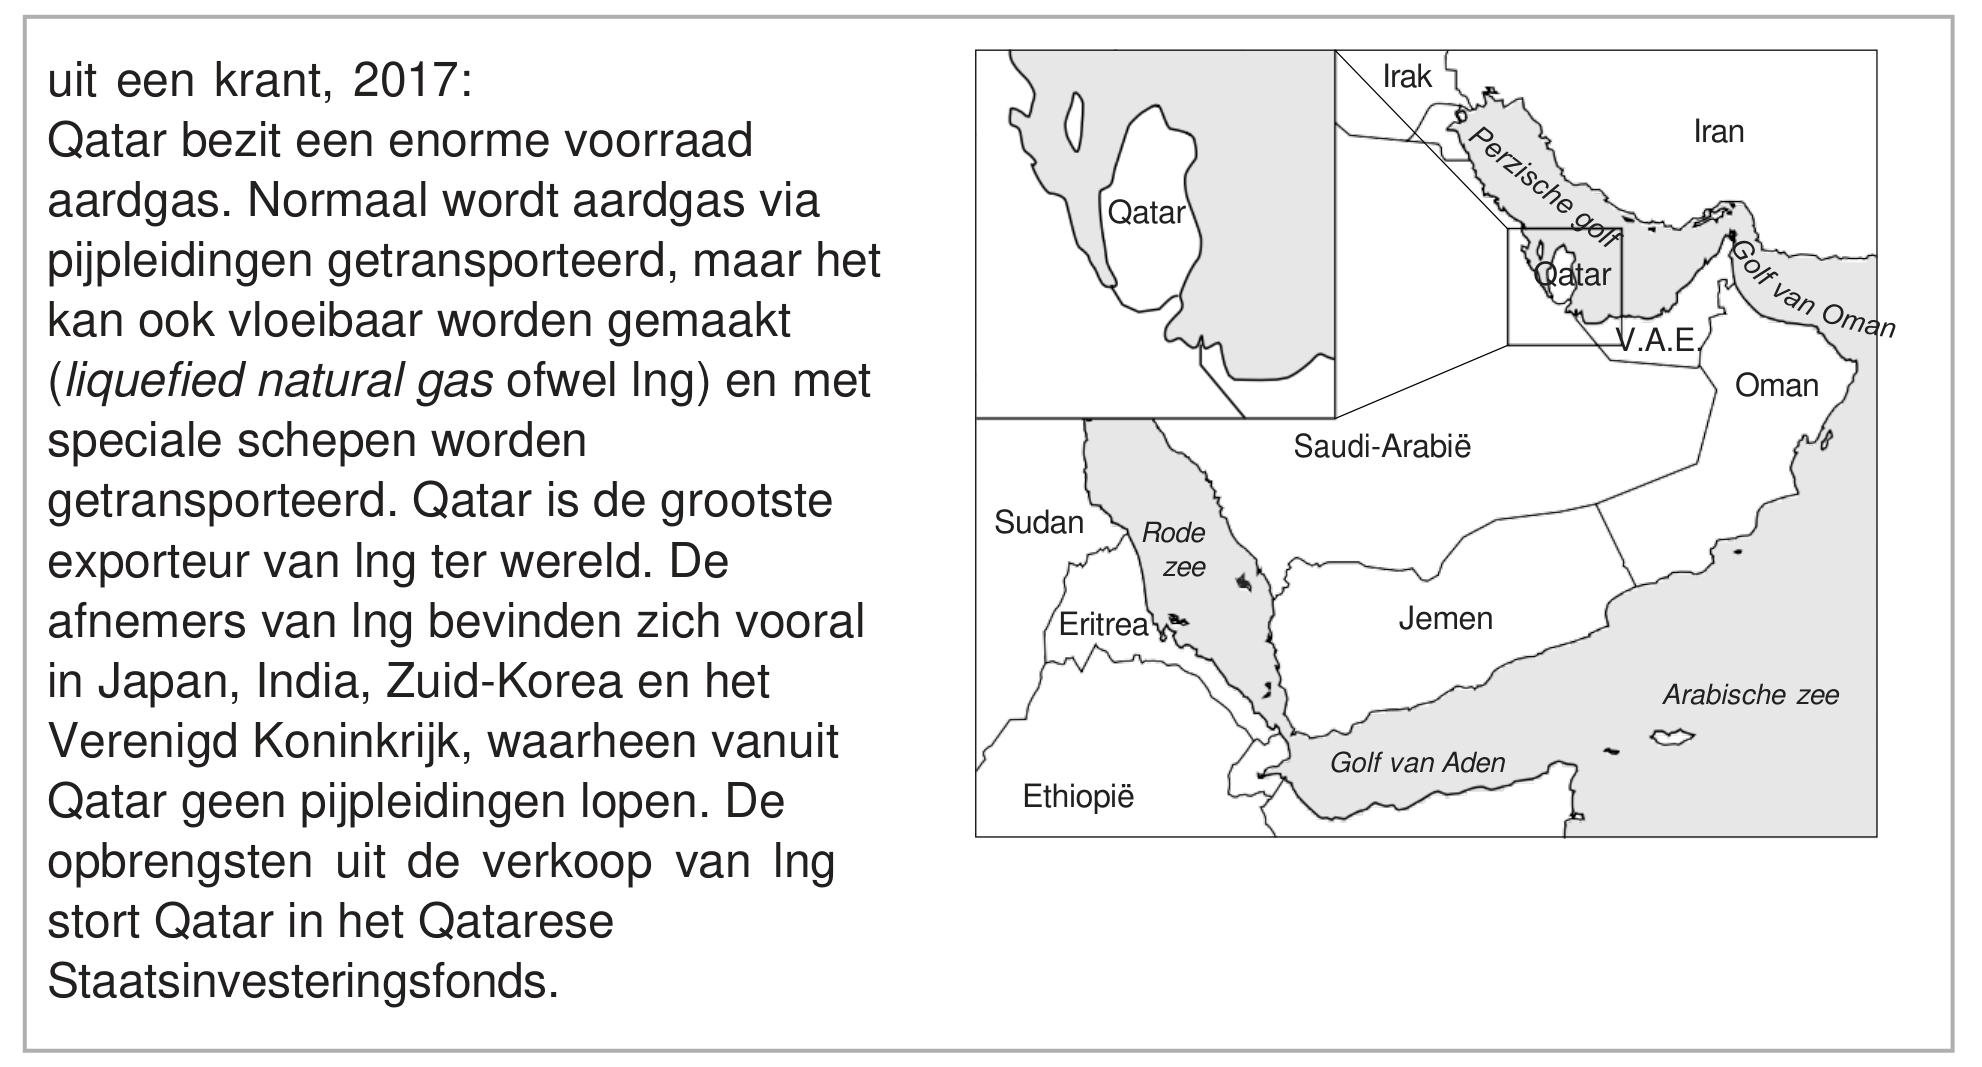 uit een krant, 2017:
Qatar bezit een enorme voorraad
aardgas. Normaal wordt aardgas via
pijpleidingen getransporteerd, maar het
kan ook vloeibaar worden gemaakt
(liquefied natural gas ofwel lng) en met
speciale schepen worden
getransporteerd. Qatar is de grootste
exporteur van lng ter wereld. De
afnemers van lng bevinden zich vooral
in Japan, India, Zuid-Korea en het
Verenigd Koninkrijk, waarheen vanuit
Qatar geen pijpleidingen lopen. De
opbrengsten uit de verkoop van lng
stort Qatar in het Qatarese
Staatsinvesteringsfonds.
Irak
Iran
Perzische golf
Qatar
Qatar
Golf van Oman
V.A.E.
Oman
Saudi-Arabië
Sudan
Rode
zee
Eritrea
Jemen
Arabische zee
Golf van Aden
Ethiopië